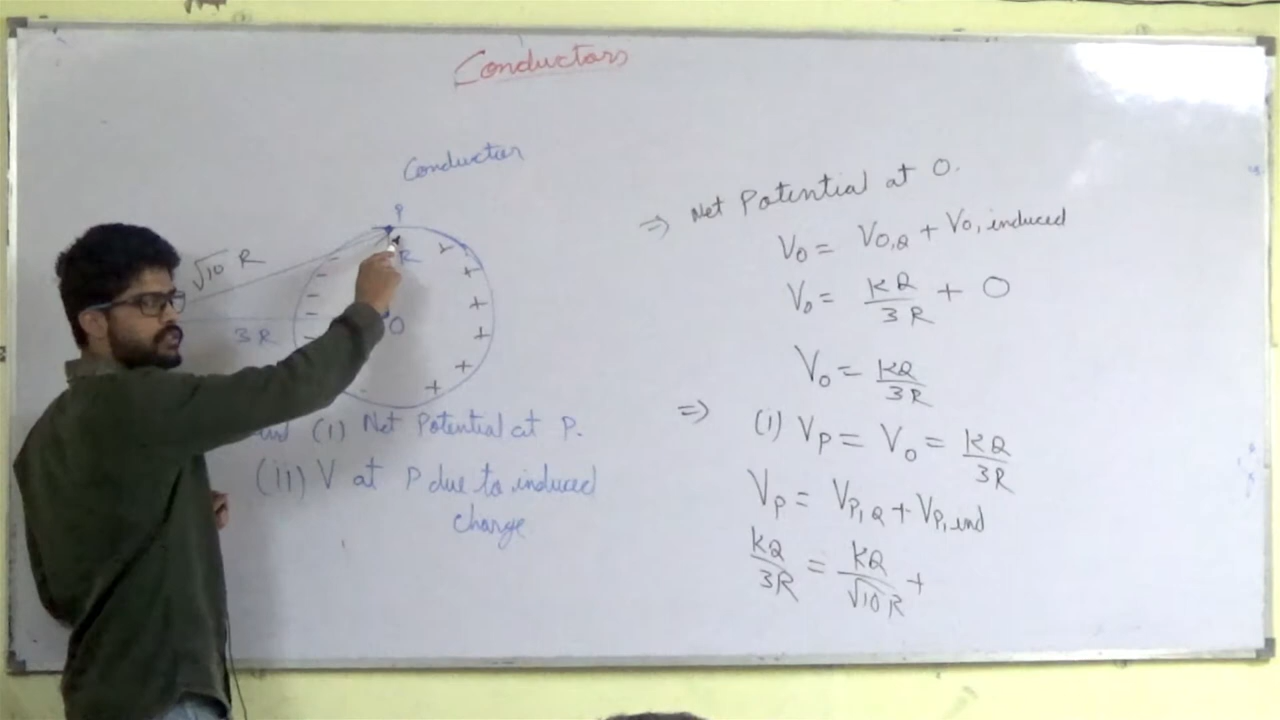 Conductors
Conductor
P
√10 R
R
3R
O
(1) Net Potential at P.
(II) V at P due to induced
charge
⇒ Net Potential at O.
V₀ = V₀,Q + V₀, induced
V₀ = KQ/3R + O
V₀ = KQ/3R
⇒ (1) Vp = V₀ = KQ/3R
Vp = Vp,Q + Vp, ind
KQ/3R = KQ/√10 R +